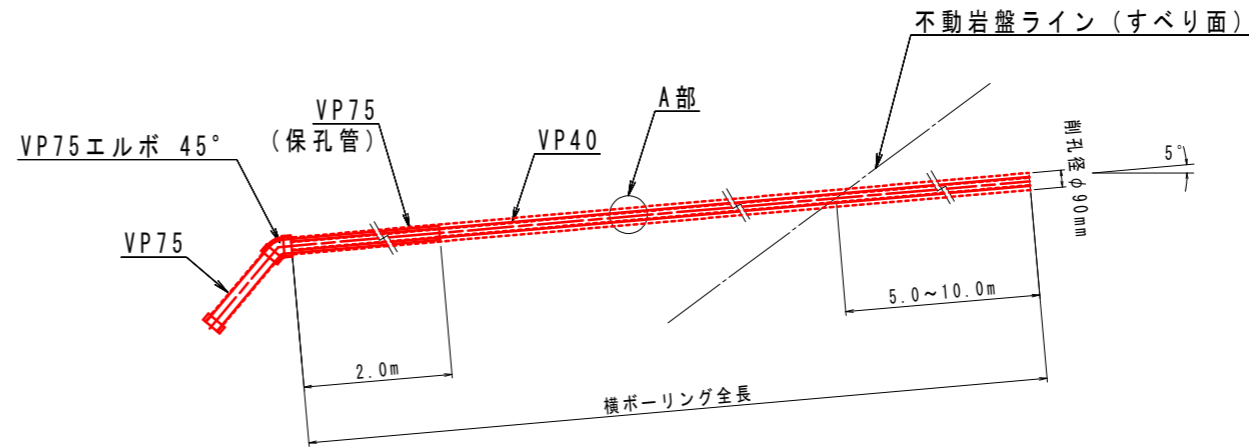 不動岩盤ライン（すべり面）
A部
VP75
（保孔管）
VP40
VP75エルボ 45°
VP75
5°
削孔径φ90mm
5.0～10.0m
2.0m
横ボーリング全長